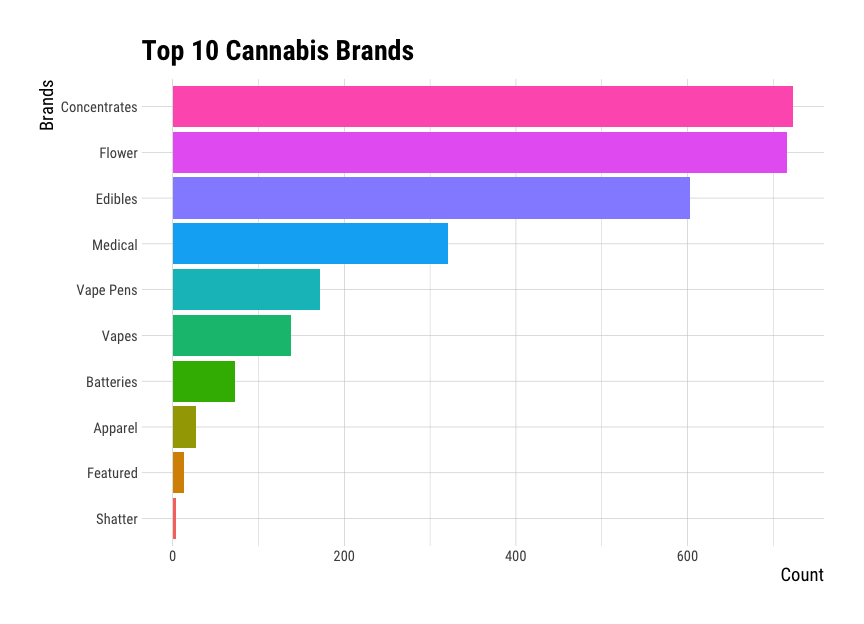 Top 10 Cannabis Brands
Brands
Concentrates
Flower
Edibles
Medical
Vape Pens
Vapes
Batteries
Apparel
Featured
Shatter
0 200 400 600
Count